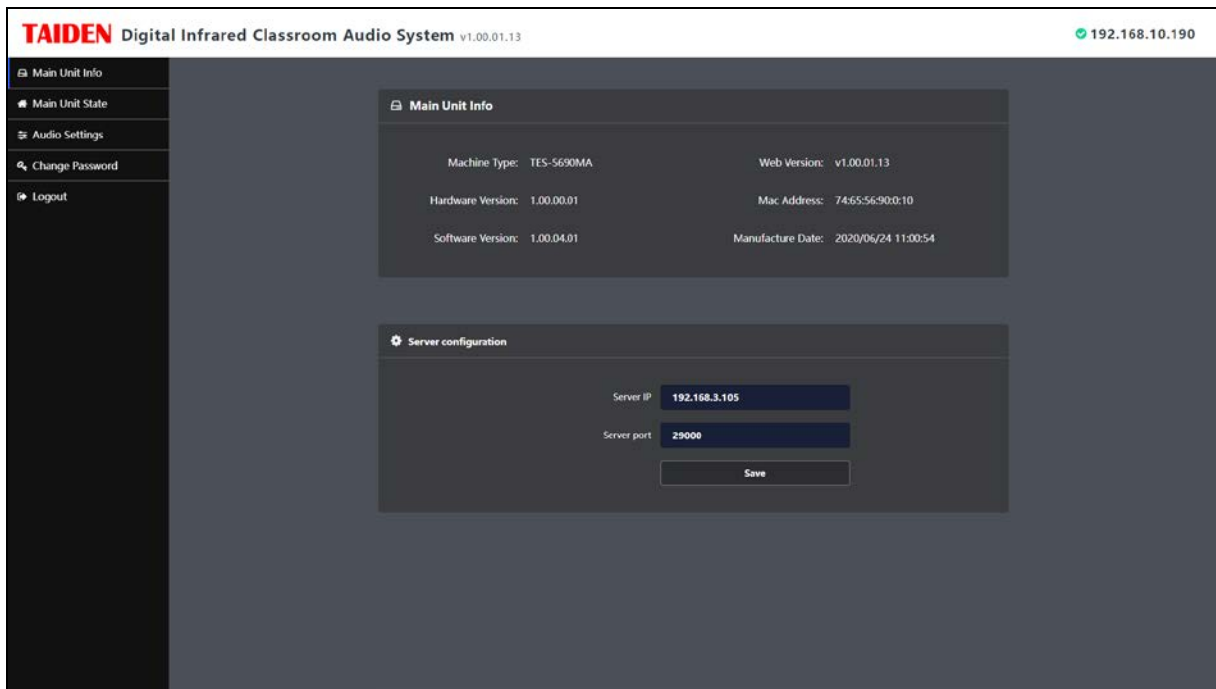 TAIDEN Digital Infrared Classroom Audio System v1.00.01.13
192.168.10.190
Main Unit Info
Main Unit State
Audio Settings
Change Password
Logout
Main Unit Info
Machine Type: TES-5690MA
Web Version: v1.00.01.13
Hardware Version: 1.00.00.01
Mac Address: 74:65:56:90:0:10
Software Version: 1.00.04.01
Manufacture Date: 2020/06/24 11:00:54
Server configuration
Server IP 192.168.3.105
Server port 29000
Save